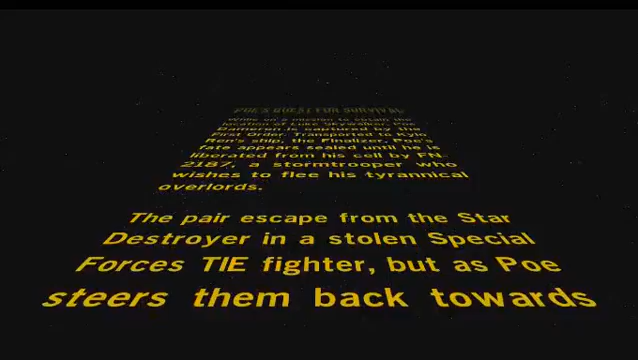 POE'S QUEST FOR SURVIVAL
While on a mission to obtain the
location of Luke Skywalker, Poe
Dameron is captured by the
First Order. Transported to Kylo
Ren's ship, the Finalizer, Poe's
fate appears sealed until he is
liberated from his cell by FN-
2187, a stormtrooper who
wishes to flee his tyrannical
overlords.
The pair escape from the Star
Destroyer in a stolen Special
Forces TIE fighter, but as Poe
steers them back towards